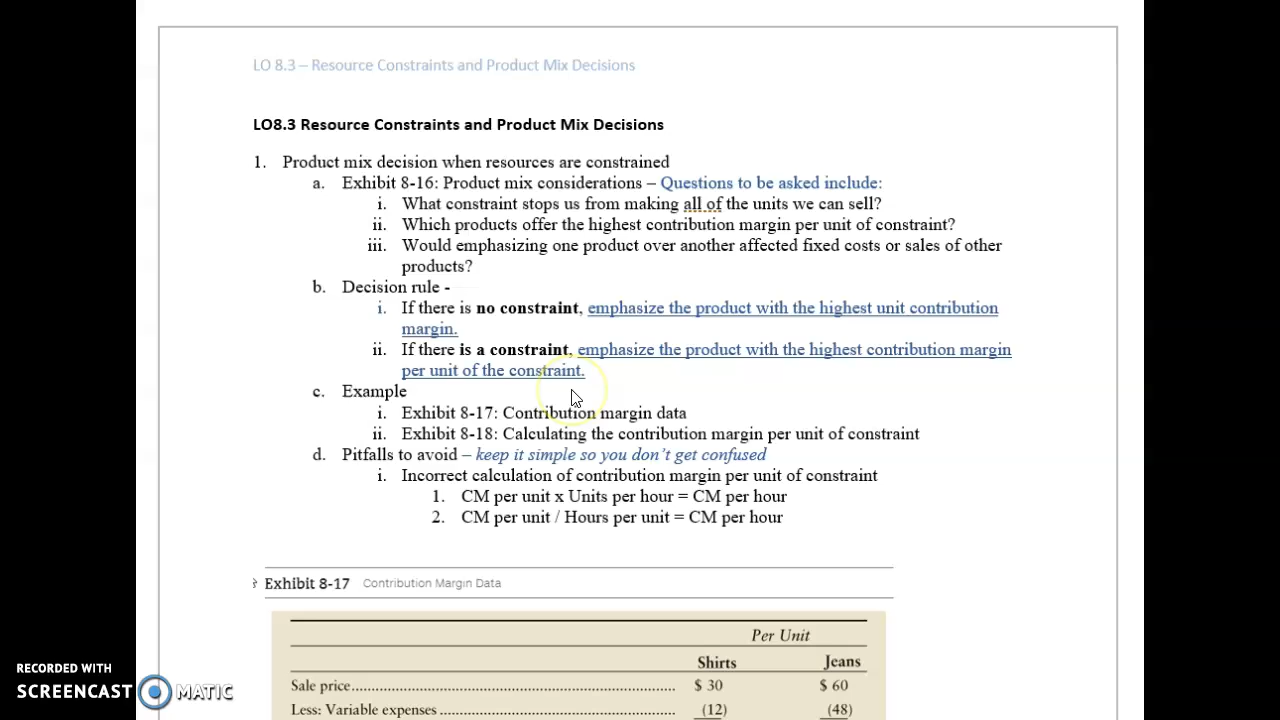 LO 8.3 – Resource Constraints and Product Mix Decisions
LO8.3 Resource Constraints and Product Mix Decisions
1. Product mix decision when resources are constrained
a. Exhibit 8-16: Product mix considerations – Questions to be asked include:
i. What constraint stops us from making all of the units we can sell?
ii. Which products offer the highest contribution margin per unit of constraint?
iii. Would emphasizing one product over another affected fixed costs or sales of other
products?
b. Decision rule -
i. If there is no constraint, emphasize the product with the highest unit contribution
margin.
ii. If there is a constraint, emphasize the product with the highest contribution margin
per unit of the constraint.
c. Example
i. Exhibit 8-17: Contribution margin data
ii. Exhibit 8-18: Calculating the contribution margin per unit of constraint
d. Pitfalls to avoid – keep it simple so you don't get confused
i. Incorrect calculation of contribution margin per unit of constraint
1. CM per unit x Units per hour = CM per hour
2. CM per unit / Hours per unit = CM per hour
Exhibit 8-17 Contribution Margin Data
Per Unit
Shirts Jeans
Sale price.......... $ 30 $ 60
Less: Variable expenses .......... (12) (48)
RECORDED WITH
SCREENCAST MATIC